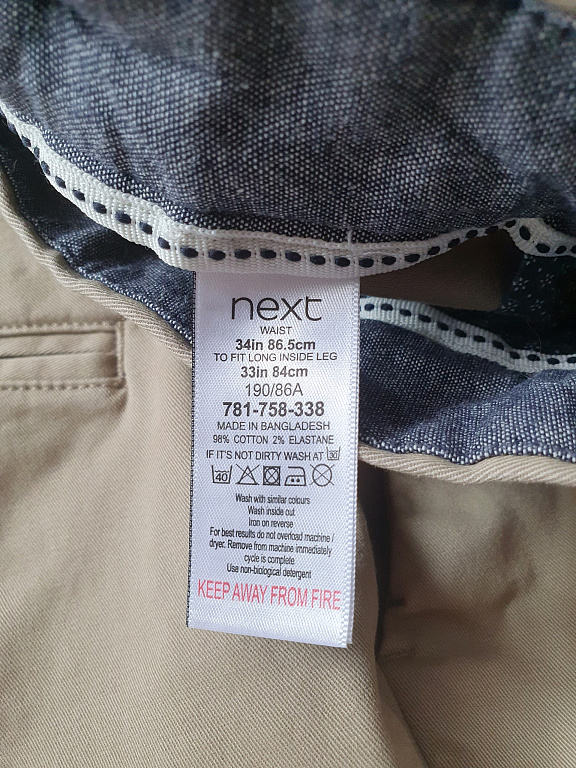 next
WAIST
34in 86.5cm
TO FIT LONG INSIDE LEG
33in 84cm
190/86A
781-758-338
MADE IN BANGLADESH
98% COTTON 2% ELASTANE
IF IT'S NOT DIRTY WASH AT 30
40
Wash with similar colours
Wash inside out
Iron on reverse
For best results do not overload machine /
dryer. Remove from machine immediately
cycle is complete
Use non-biological detergent
KEEP AWAY FROM FIRE